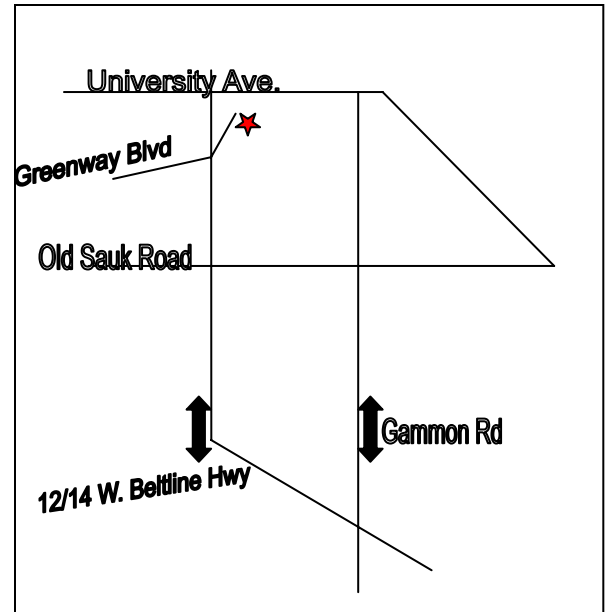 University Ave.
Greenway Blvd
Old Sauk Road
Gammon Rd
12/14 W. Beltline Hwy